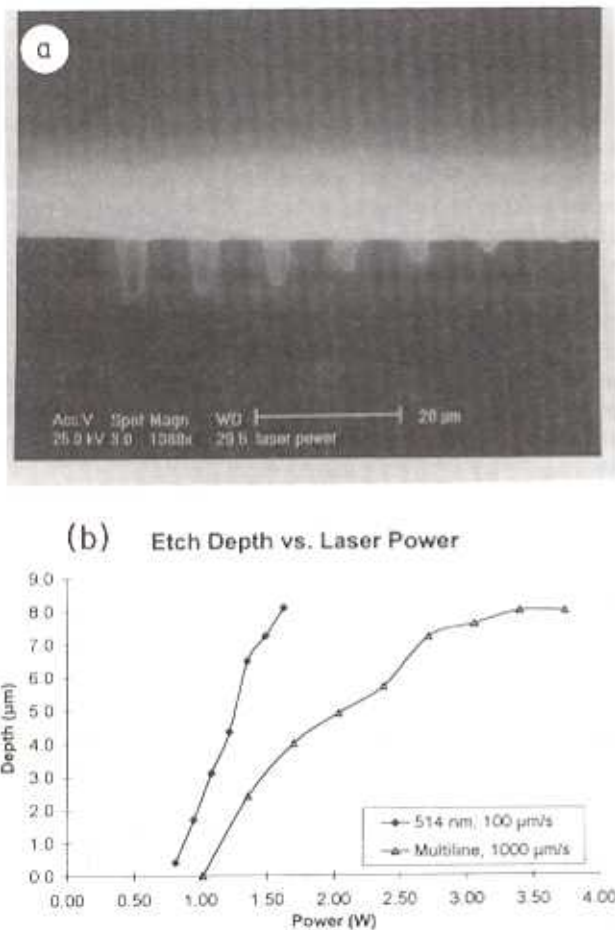 a
Acc.V Spot Magn WD 20 µm
25.0 kV 3.0 1088x 29.6 laser power
(b) Etch Depth vs. Laser Power
9.0
8.0
7.0
6.0
5.0
4.0
3.0
2.0
1.0
0.0
Depth (µm)
514 nm, 100 µm/s
Multiline, 1000 µm/s
0.00 0.50 1.00 1.50 2.00 2.50 3.00 3.50 4.00
Power (W)